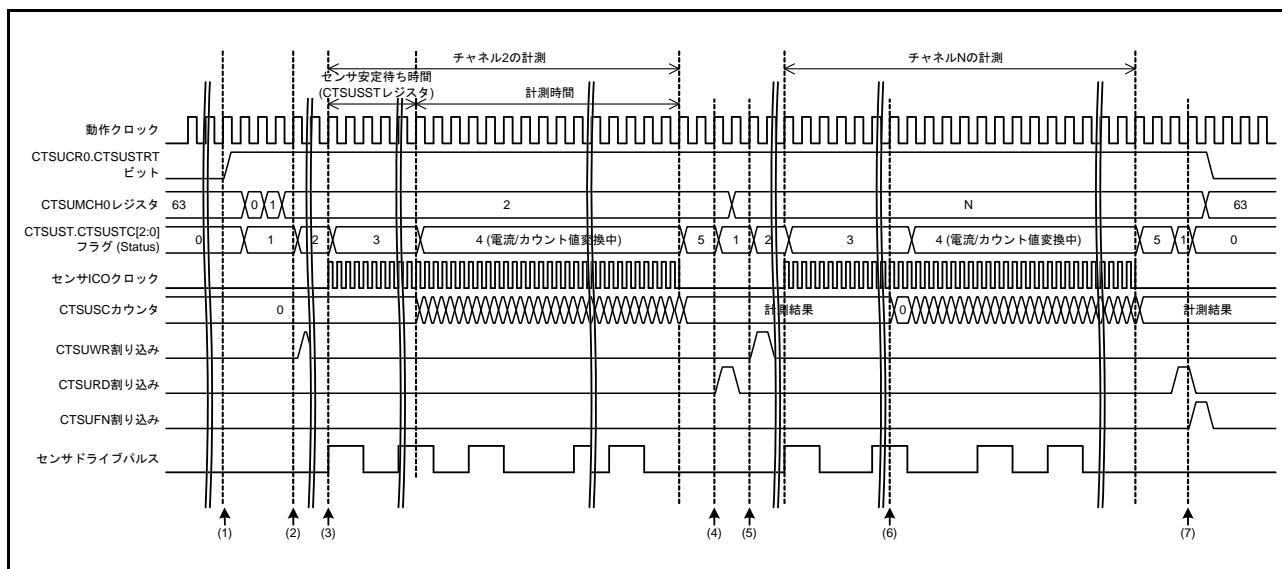 チャネル2の計測
チャネルNの計測
センサ安定待ち時間
(CTSUSSTレジスタ)
計測時間
動作クロック
CTSUCR0.CTSUSTRT
ビット
CTSUMCH0レジスタ
63
0
1
2
N
63
CTSUST.CTSUSTC[2:0]
フラグ (Status)
0
1
2
3
4 (電流/カウント値変換中)
5
1
2
3
4 (電流/カウント値変換中)
5
1
0
センサICOクロック
CTSUSCカウンタ
0
計測結果
0
計測結果
CTSUWR割り込み
CTSURD割り込み
CTSUFN割り込み
センサドライブパルス
(1)
(2)
(3)
(4)
(5)
(6)
(7)